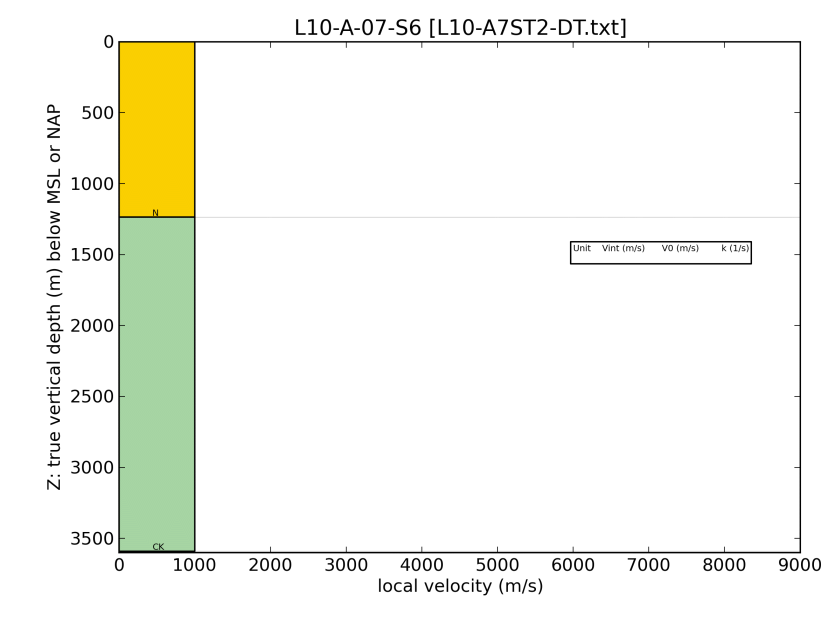 L10-A-07-S6 [L10-A7ST2-DT.txt]
Z: true vertical depth (m) below MSL or NAP
0
500
1000
1500
2000
2500
3000
3500
N
CK
Unit Vint (m/s) V0 (m/s) k (1/s)
0 1000 2000 3000 4000 5000 6000 7000 8000 9000
local velocity (m/s)